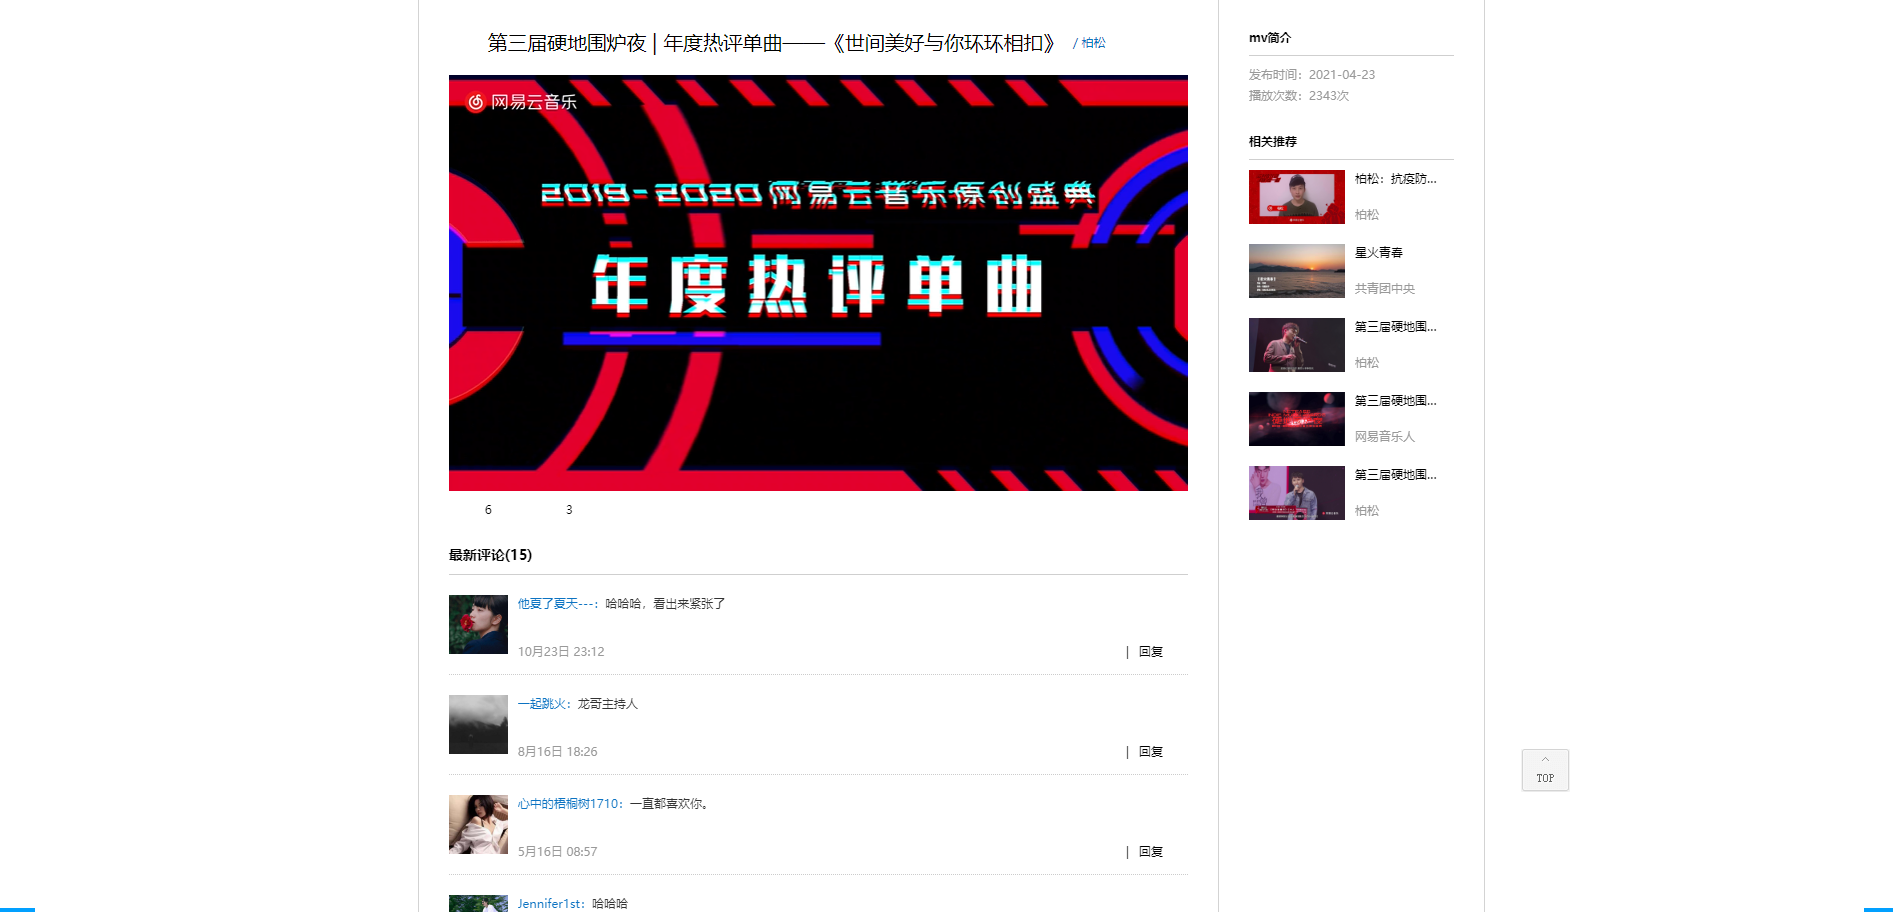 第三届硬地围炉夜 | 年度热评单曲——《世间美好与你环环相扣》 / 柏松
网易云音乐
2019-2020网易云音乐原创盛典
年度热评单曲
6
3
最新评论(15)
他夏了夏天---：哈哈哈，看出来紧张了
10月23日 23:12
| 回复
一起跳火：龙哥主持人
8月16日 18:26
| 回复
心中的梧桐树1710：一直都喜欢你。
5月16日 08:57
| 回复
Jennifer1st：哈哈哈
mv简介
发布时间：2021-04-23
播放次数：2343次
相关推荐
柏松：抗疫防...
柏松
星火青春
共青团中央
第三届硬地围...
柏松
第三届硬地围...
网易音乐人
第三届硬地围...
柏松
TOP